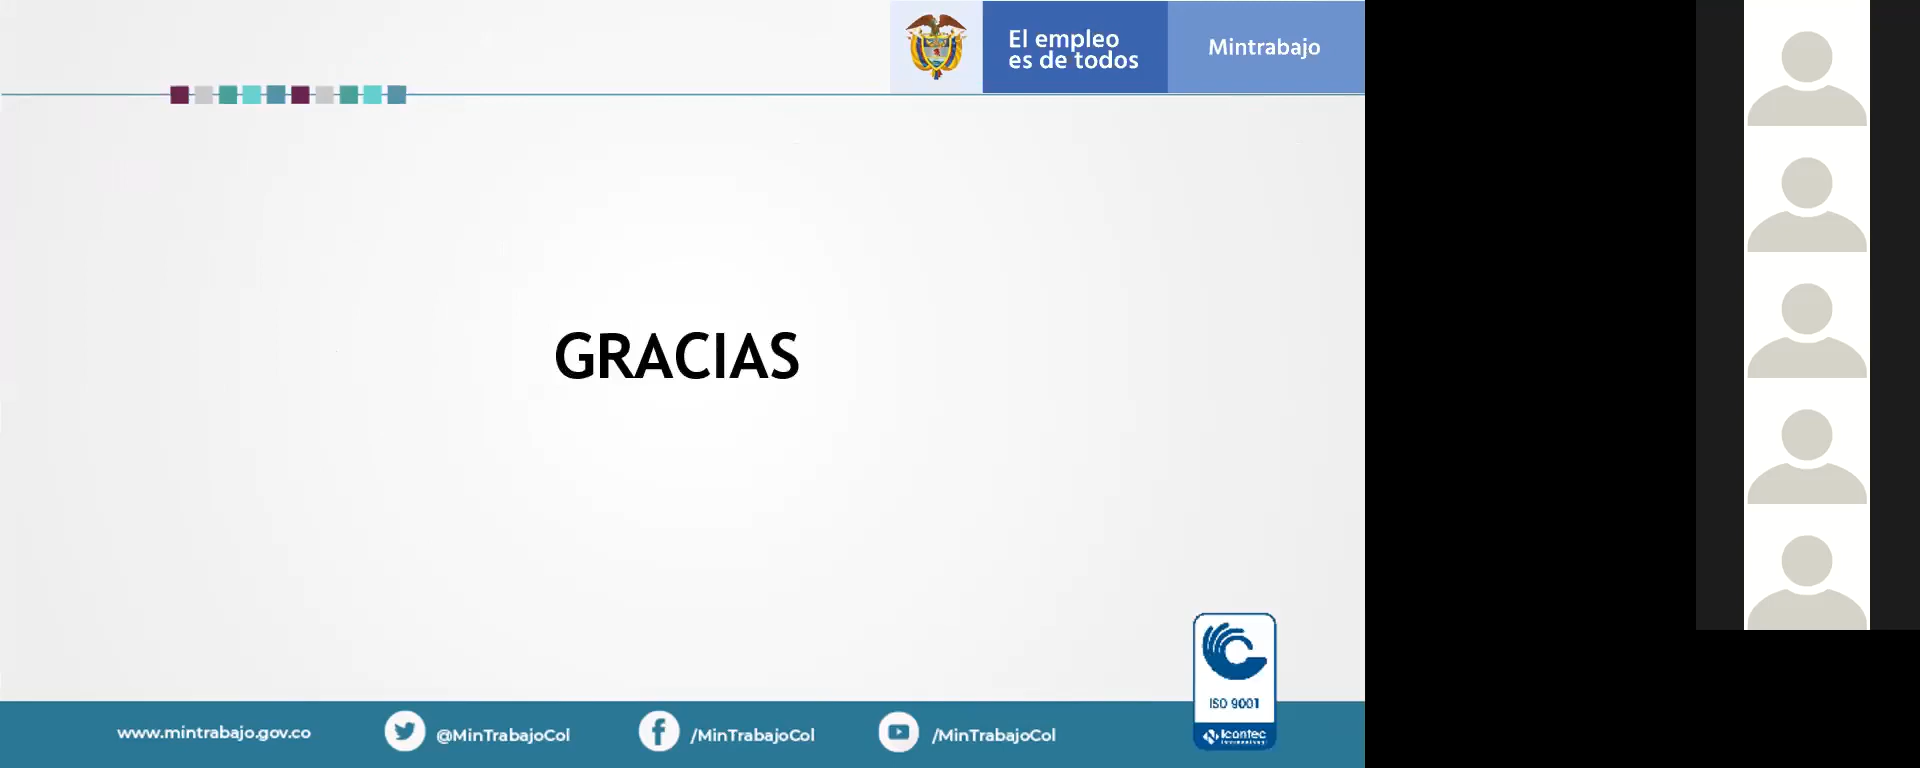 El empleo
es de todos
Mintrabajo
GRACIAS
ISO 9001
Icontec
www.mintrabajo.gov.co
@MinTrabajoCol
/MinTrabajoCol
/MinTrabajoCol